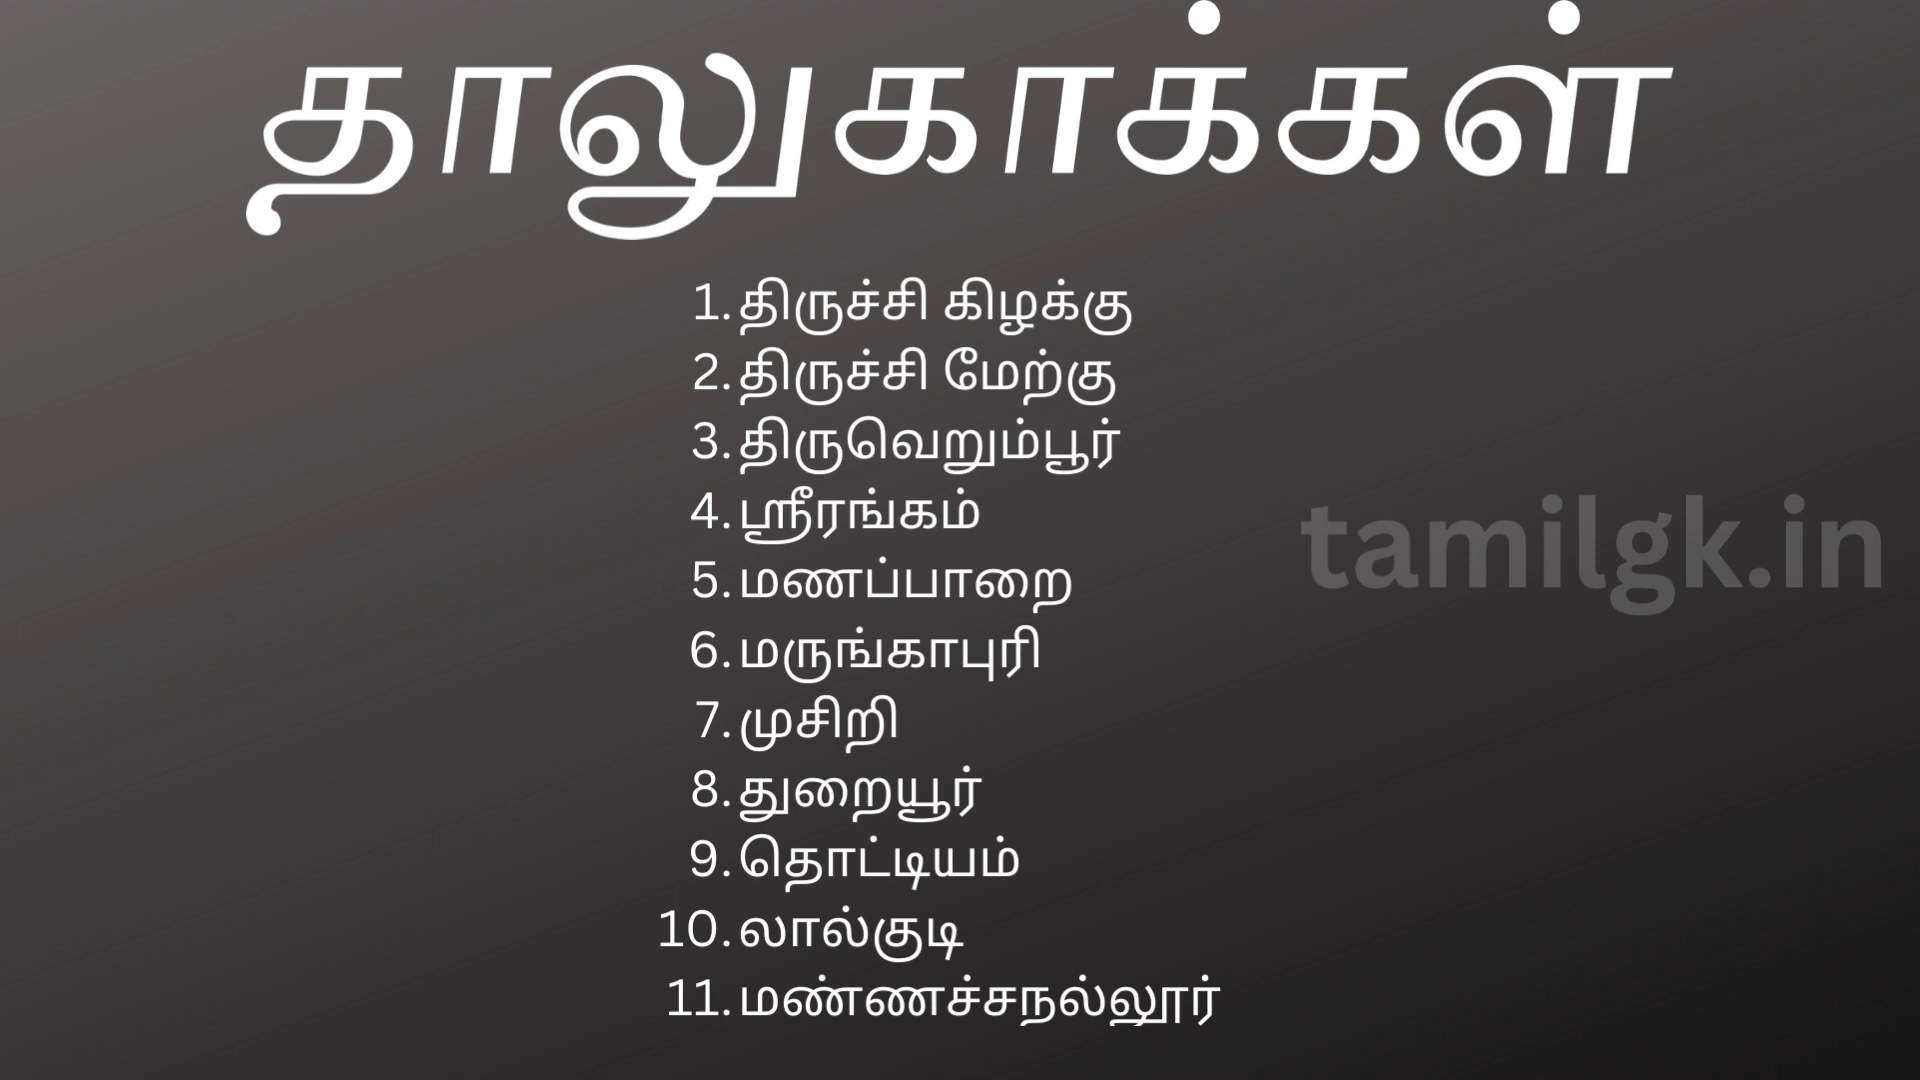 தாலுகாக்கள்
1. திருச்சி கிழக்கு
2. திருச்சி மேற்கு
3. திருவெறும்பூர்
4. ஸ்ரீரங்கம்
5. மணப்பாறை
6. மருங்காபுரி
7. முசிறி
8. துறையூர்
9. தொட்டியம்
10. லால்குடி
11. மண்ணச்சநல்லூர்
tamilgk.in